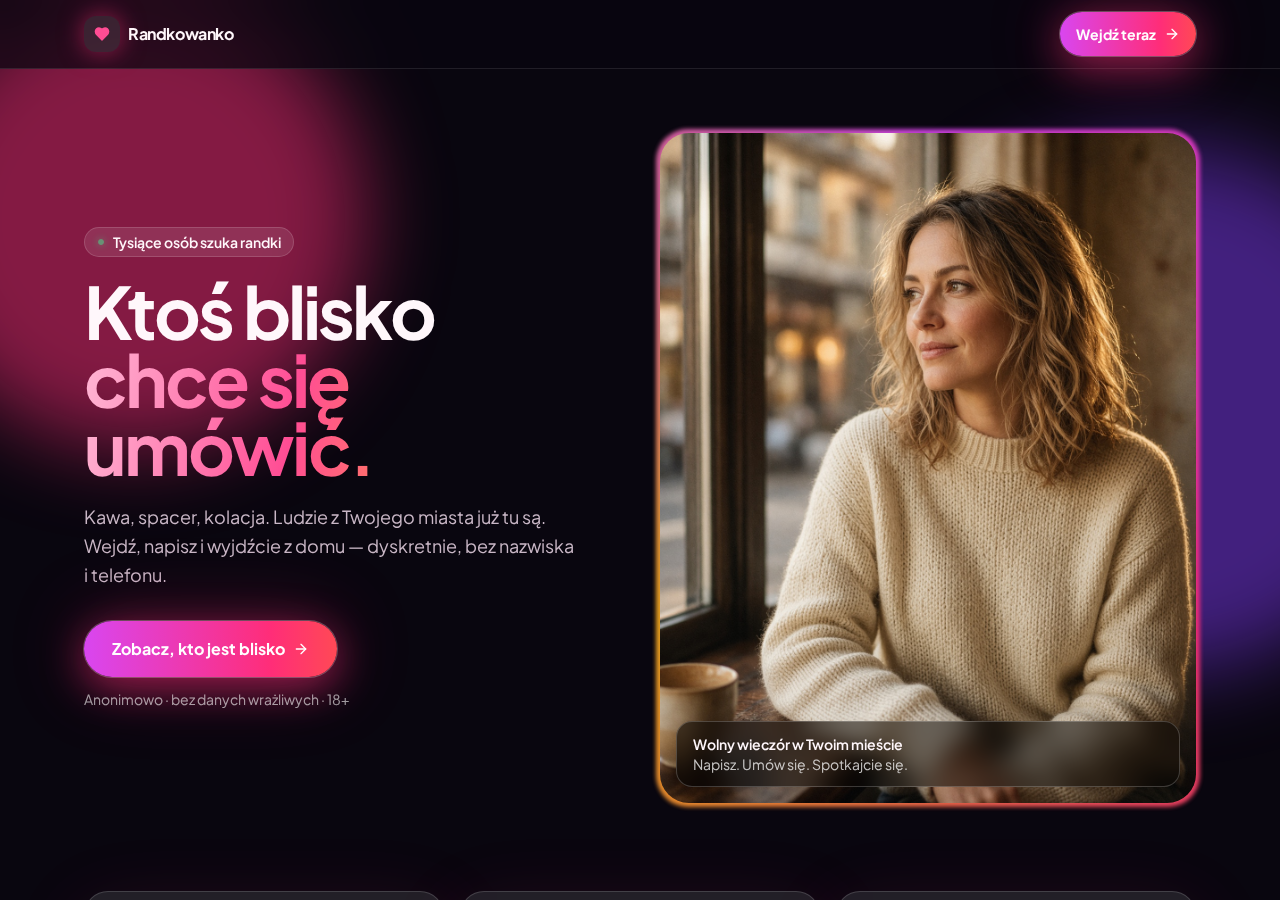 Randkowanko
Wejdź teraz
Tysiące osób szuka randki
Ktoś blisko
chce się
umówić.
Kawa, spacer, kolacja. Ludzie z Twojego miasta już tu są.
Wejdź, napisz i wyjdźcie z domu — dyskretnie, bez nazwiska
i telefonu.
Zobacz, kto jest blisko
Anonimowo · bez danych wrażliwych · 18+
Wolny wieczór w Twoim mieście
Napisz. Umów się. Spotkajcie się.